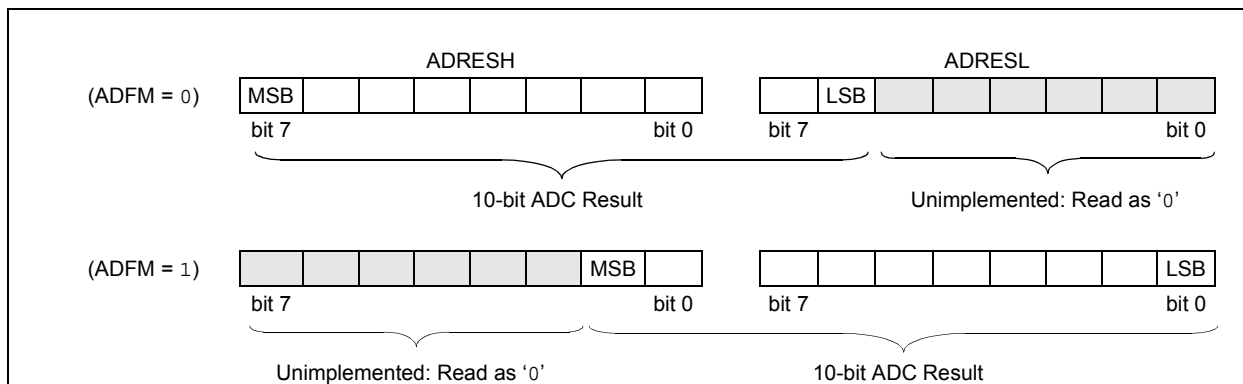 ADRESH ADRESL
(ADFM = 0) MSB LSB
bit 7 bit 0 bit 7 bit 0
10-bit ADC Result Unimplemented: Read as ‘0’
(ADFM = 1) MSB LSB
bit 7 bit 0 bit 7 bit 0
Unimplemented: Read as ‘0’ 10-bit ADC Result